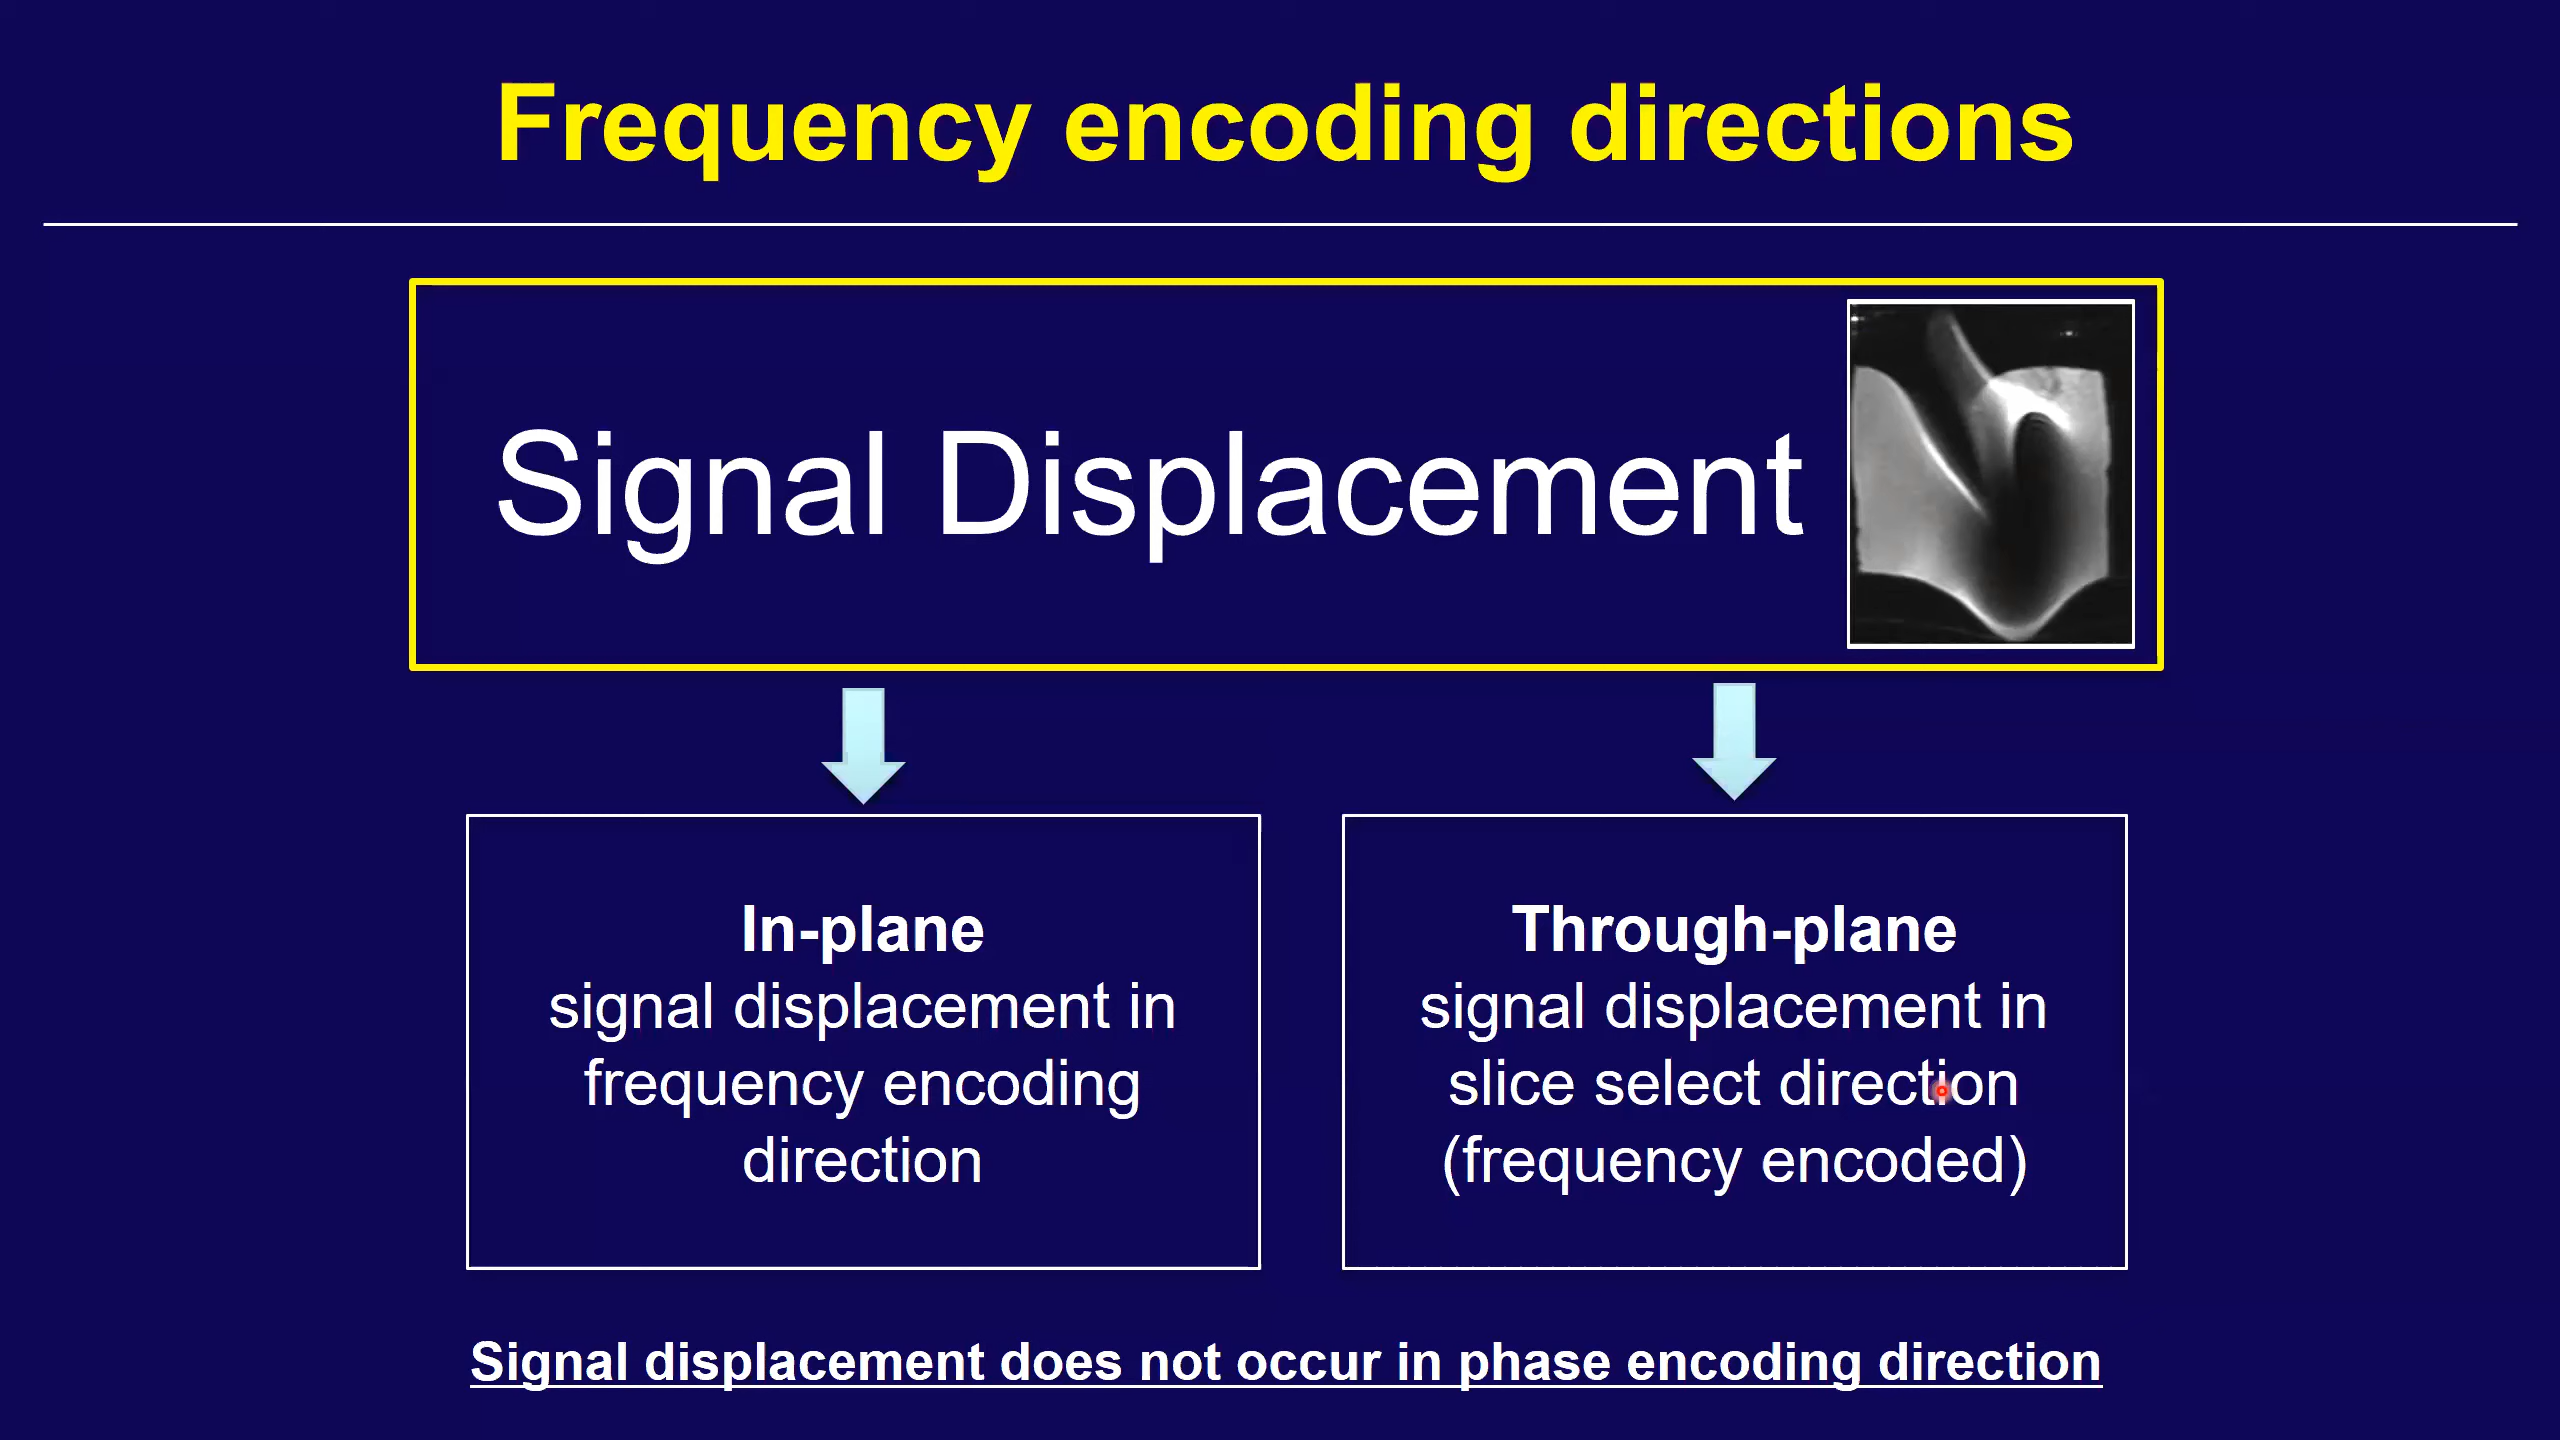 Frequency encoding directions
Signal Displacement
In-plane
signal displacement in
frequency encoding
direction
Through-plane
signal displacement in
slice select direction
(frequency encoded)
Signal displacement does not occur in phase encoding direction